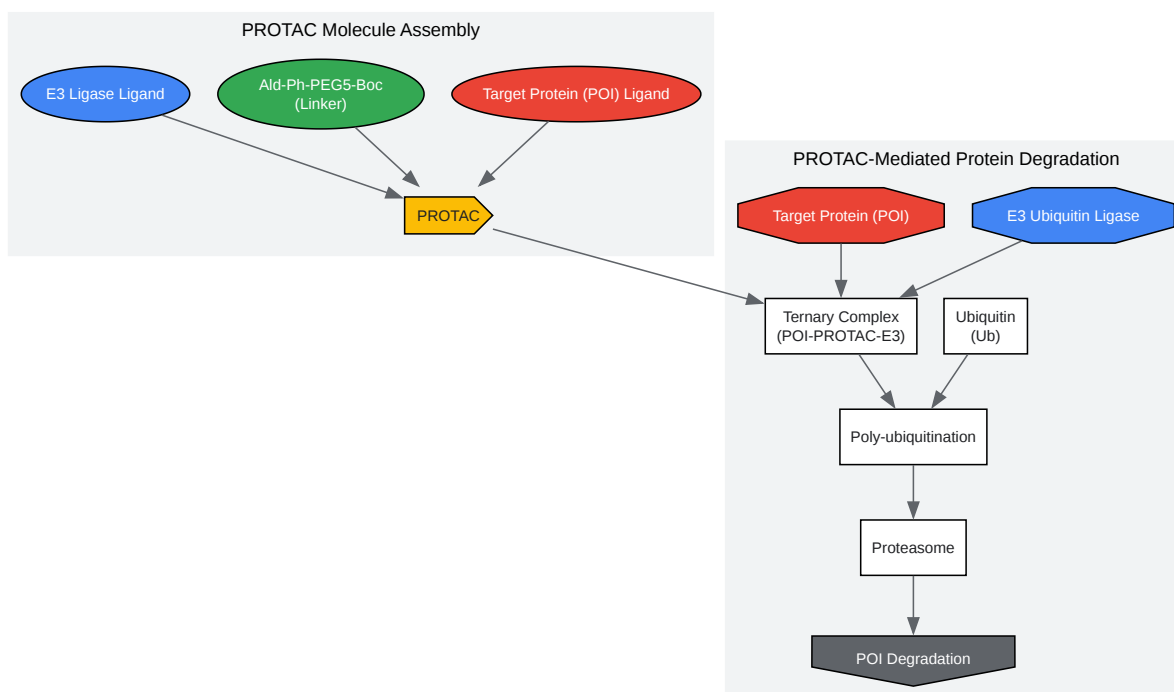 PROTAC Molecule Assembly
E3 Ligase Ligand
Ald-Ph-PEG5-Boc
(Linker)
Target Protein (POI) Ligand
PROTAC
PROTAC-Mediated Protein Degradation
Target Protein (POI)
E3 Ubiquitin Ligase
Ternary Complex
(POI-PROTAC-E3)
Ubiquitin
(Ub)
Poly-ubiquitination
Proteasome
POI Degradation